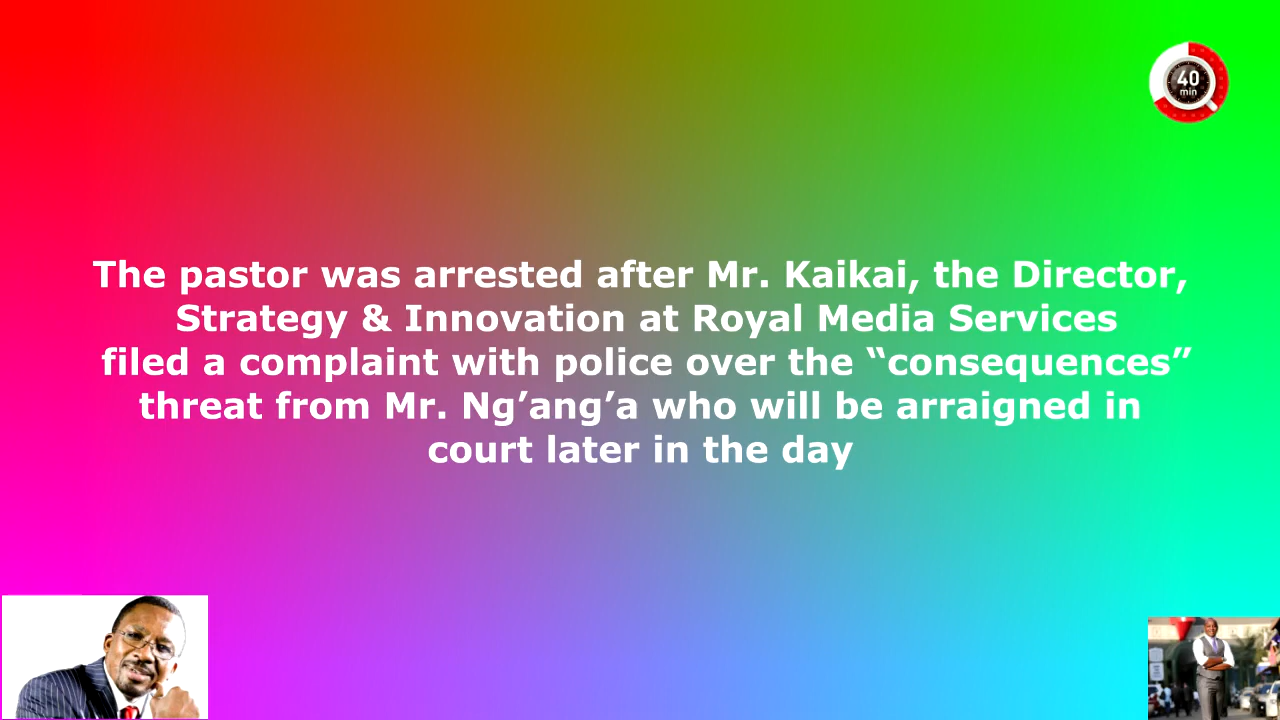 40
min
The pastor was arrested after Mr. Kaikai, the Director,
Strategy & Innovation at Royal Media Services
filed a complaint with police over the “consequences”
threat from Mr. Ng’ang’a who will be arraigned in
court later in the day